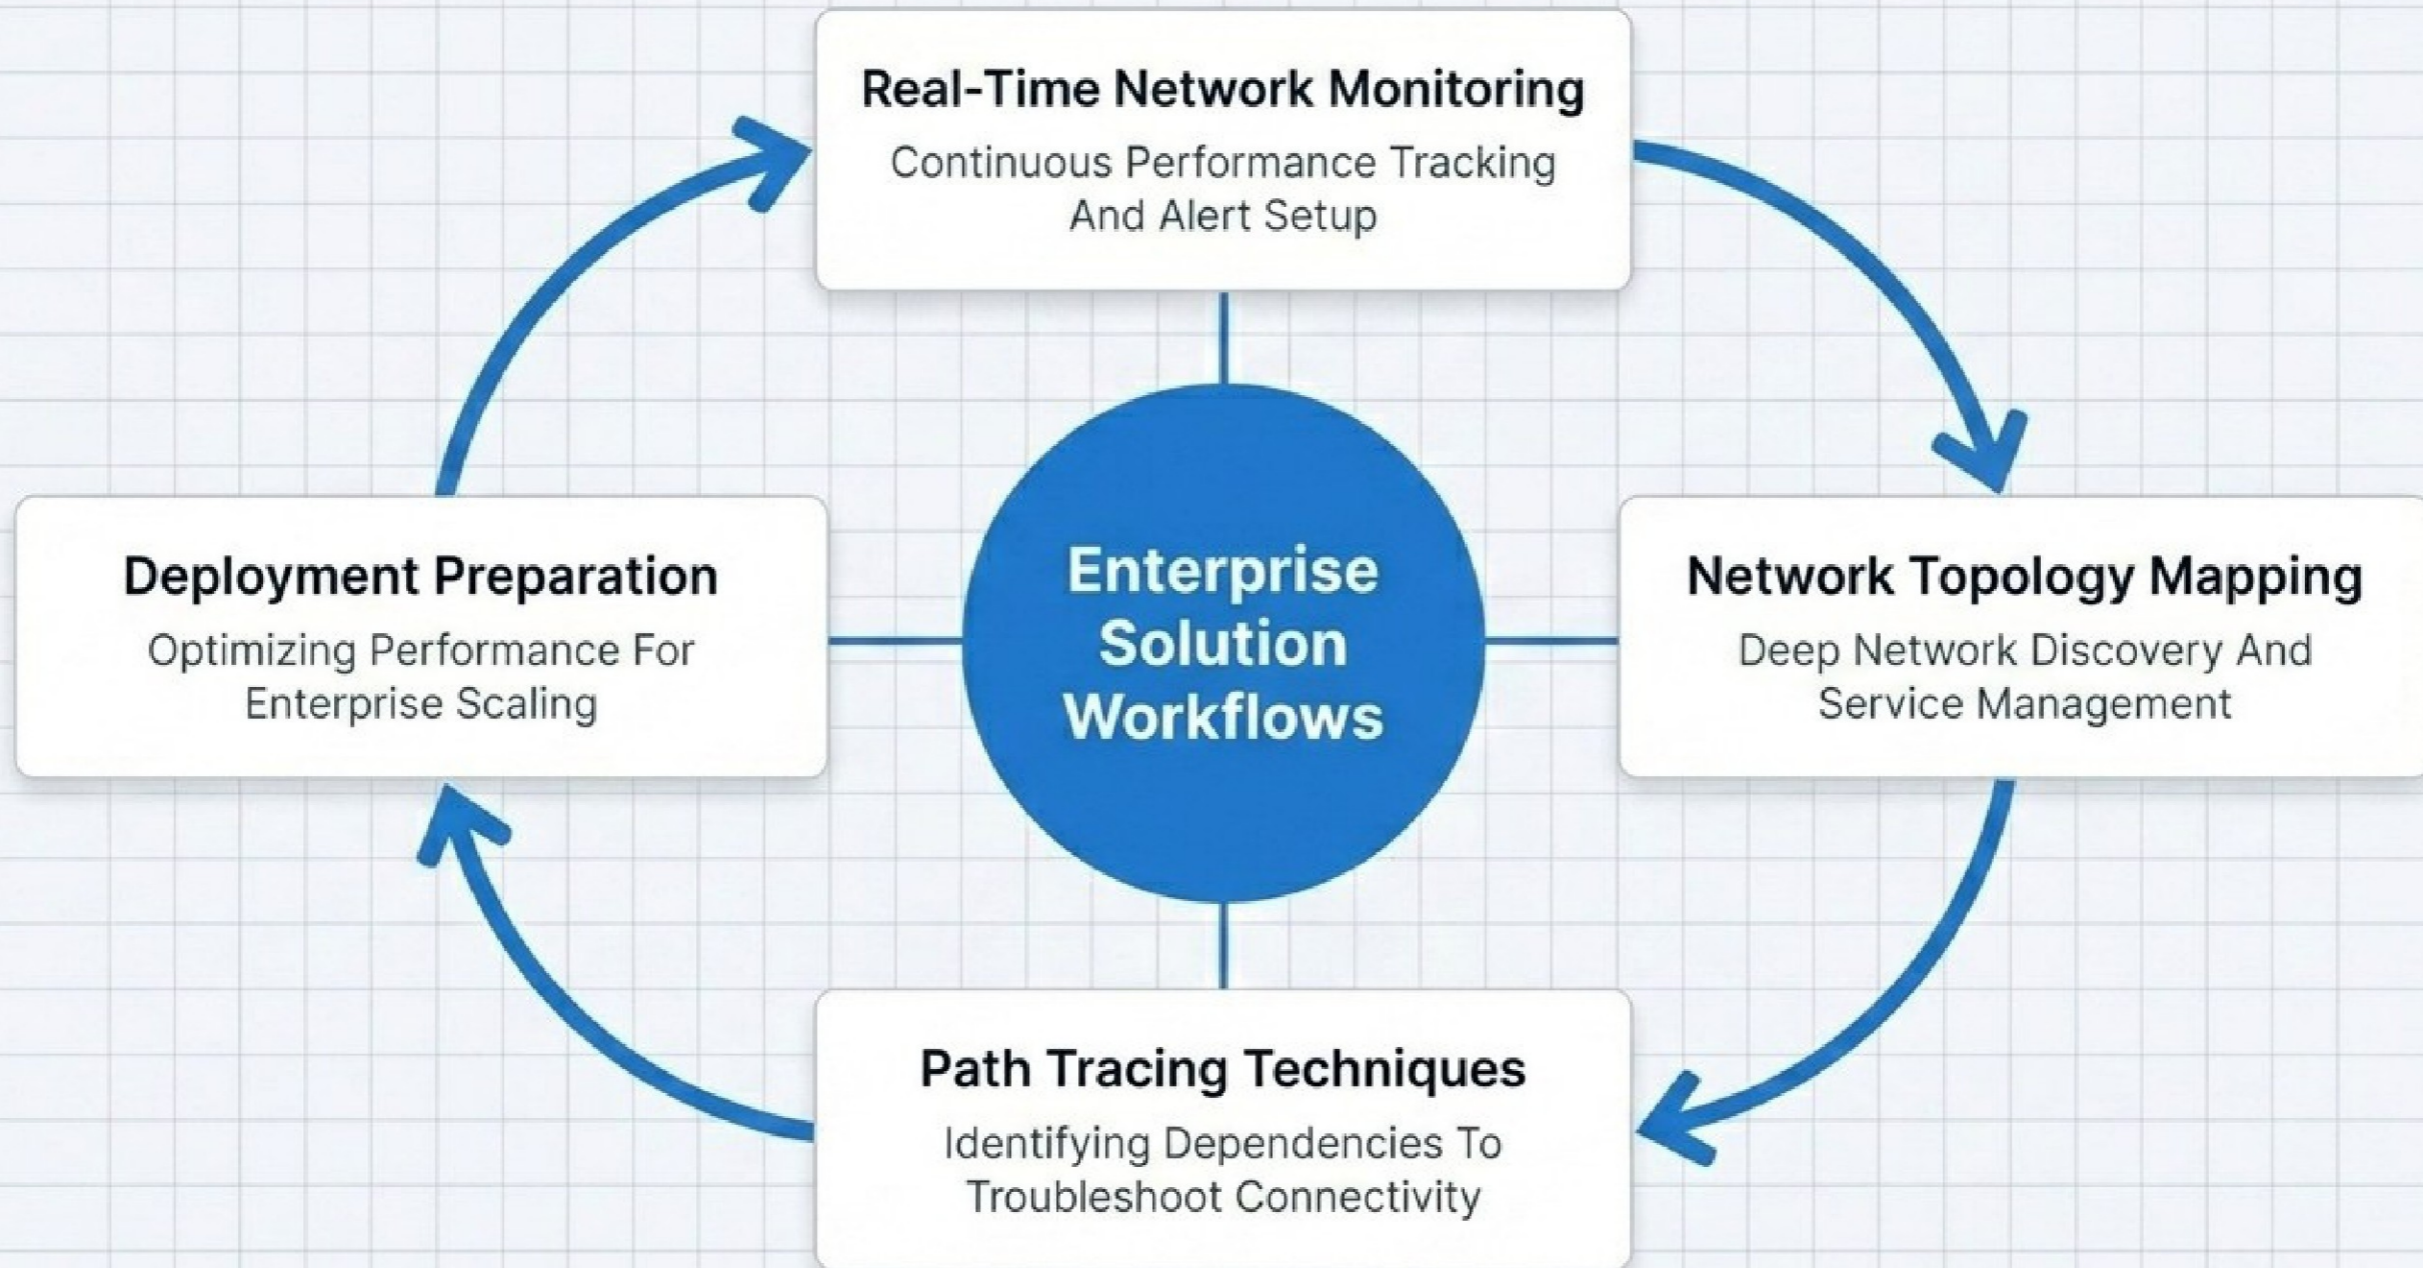 Real-Time Network Monitoring
Continuous Performance Tracking
And Alert Setup
Deployment Preparation
Optimizing Performance For
Enterprise Scaling
Enterprise
Solution
Workflows
Network Topology Mapping
Deep Network Discovery And
Service Management
Path Tracing Techniques
Identifying Dependencies To
Troubleshoot Connectivity